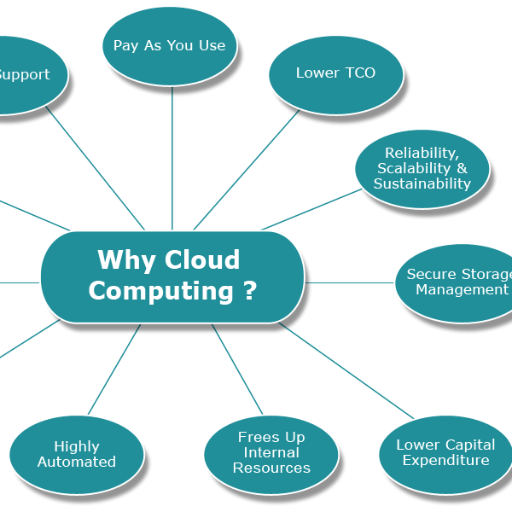 Pay As You Use
Support
Lower TCO
Reliability,
Scalability &
Sustainability
Why Cloud
Computing ?
Secure Storage
Management
Highly
Automated
Frees Up
Internal
Resources
Lower Capital
Expenditure